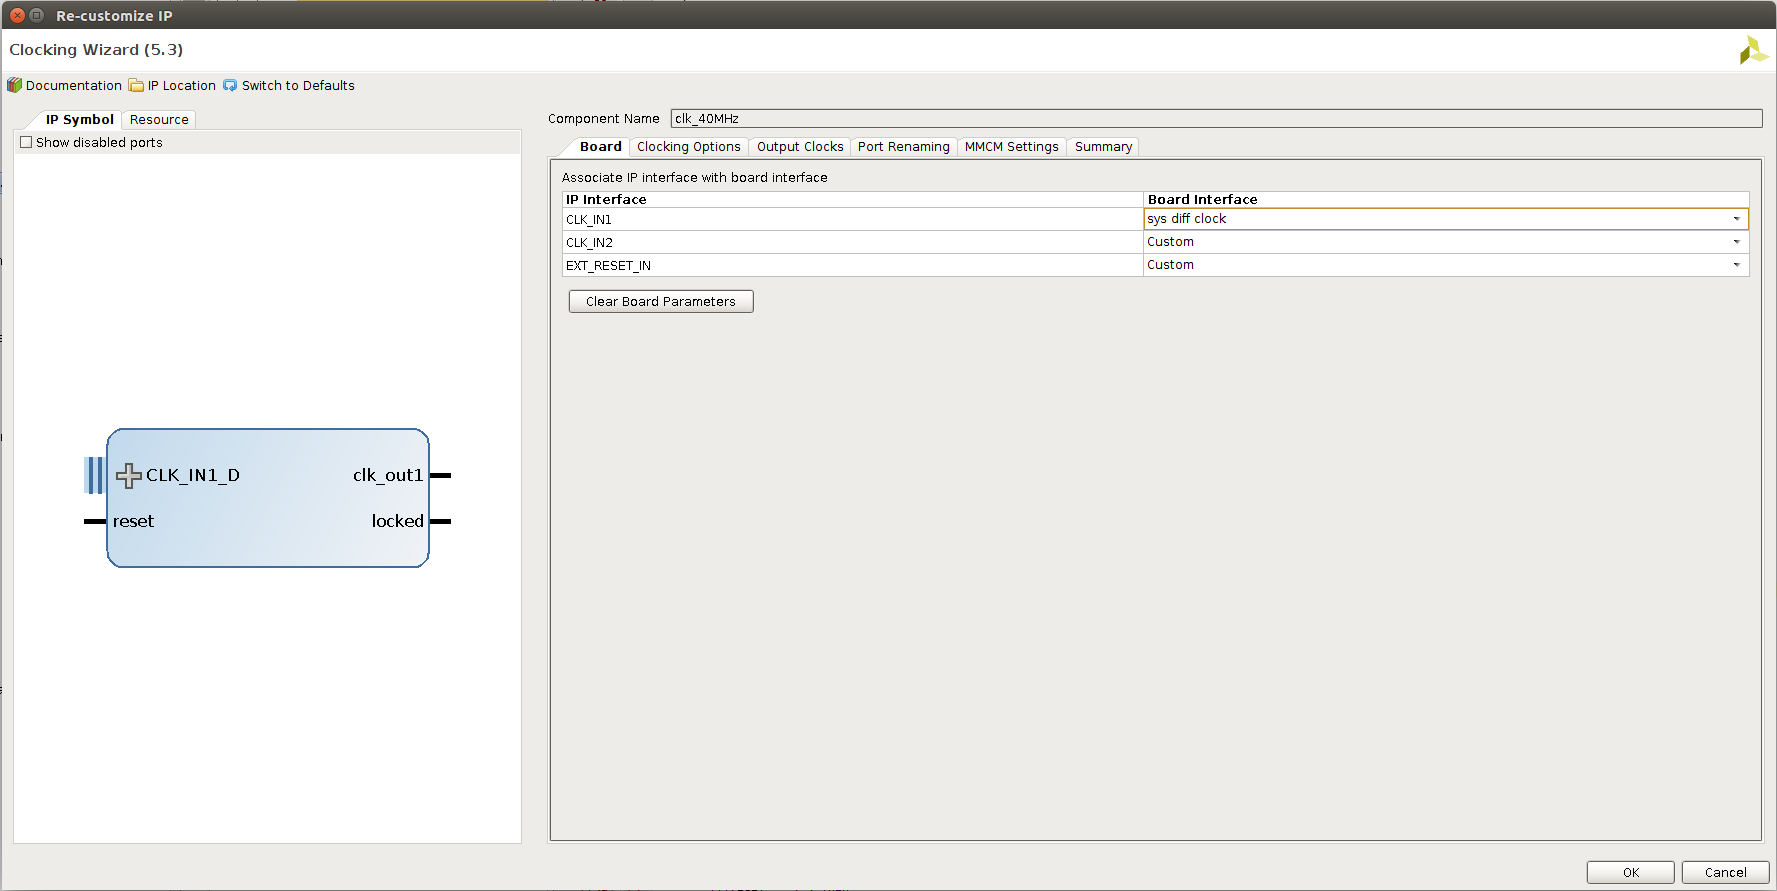 Re-customize IP
Clocking Wizard (5.3)
Documentation IP Location Switch to Defaults
IP Symbol Resource
Show disabled ports
CLK_IN1_D clk_out1
reset locked
Component Name clk_40MHz
Board Clocking Options Output Clocks Port Renaming MMCM Settings Summary
Associate IP interface with board interface
IP Interface Board Interface
CLK_IN1 sys diff clock
CLK_IN2 Custom
EXT_RESET_IN Custom
Clear Board Parameters
OK Cancel